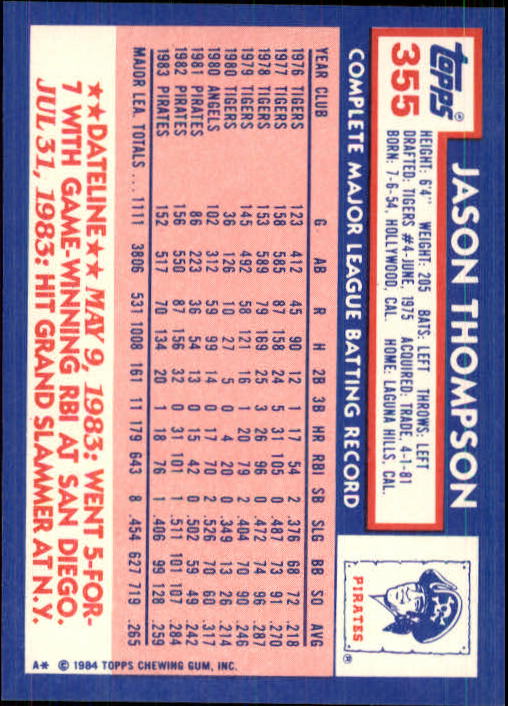 topps®
355
JASON THOMPSON
HEIGHT: 6'4" WEIGHT: 205 BATS: LEFT THROWS: LEFT
DRAFTED: TIGERS #4-JUNE, 1975 ACQUIRED: TRADE, 4-1-81
BORN: 7-6-54, HOLLYWOOD, CAL. HOME: LAGUNA HILLS, CAL.
PIRATES
®
COMPLETE MAJOR LEAGUE BATTING RECORD
YEAR CLUB G AB R H 2B 3B HR RBI SB SLG BB SO AVG
1976 TIGERS 123 412 45 90 12 1 17 54 2 .376 68 72 .218
1977 TIGERS 158 585 87 158 24 5 31 105 0 .487 73 91 .270
1978 TIGERS 153 589 79 169 25 3 26 96 0 .472 74 96 .287
1979 TIGERS 145 492 58 121 16 1 20 79 2 .404 70 90 .246
1980 TIGERS 36 126 10 27 5 0 4 20 0 .349 13 26 .214
1980 ANGELS 102 312 59 99 14 0 17 70 2 .526 70 60 .317
1981 PIRATES 86 223 36 54 13 0 15 42 0 .502 59 49 .242
1982 PIRATES 156 550 87 156 32 0 31 101 1 .511 101 107 .284
1983 PIRATES 152 517 70 134 20 1 18 76 1 .406 99 128 .259
MAJOR LEA. TOTALS ... 1111 3806 531 1008 161 11 179 643 8 .454 627 719 .265
★★DATELINE★★ MAY 9, 1983: WENT 5-FOR-
7 WITH GAME-WINNING RBI AT SAN DIEGO.
JUL 31, 1983: HIT GRAND SLAMMER AT N.Y.
A* © 1984 TOPPS CHEWING GUM, INC.